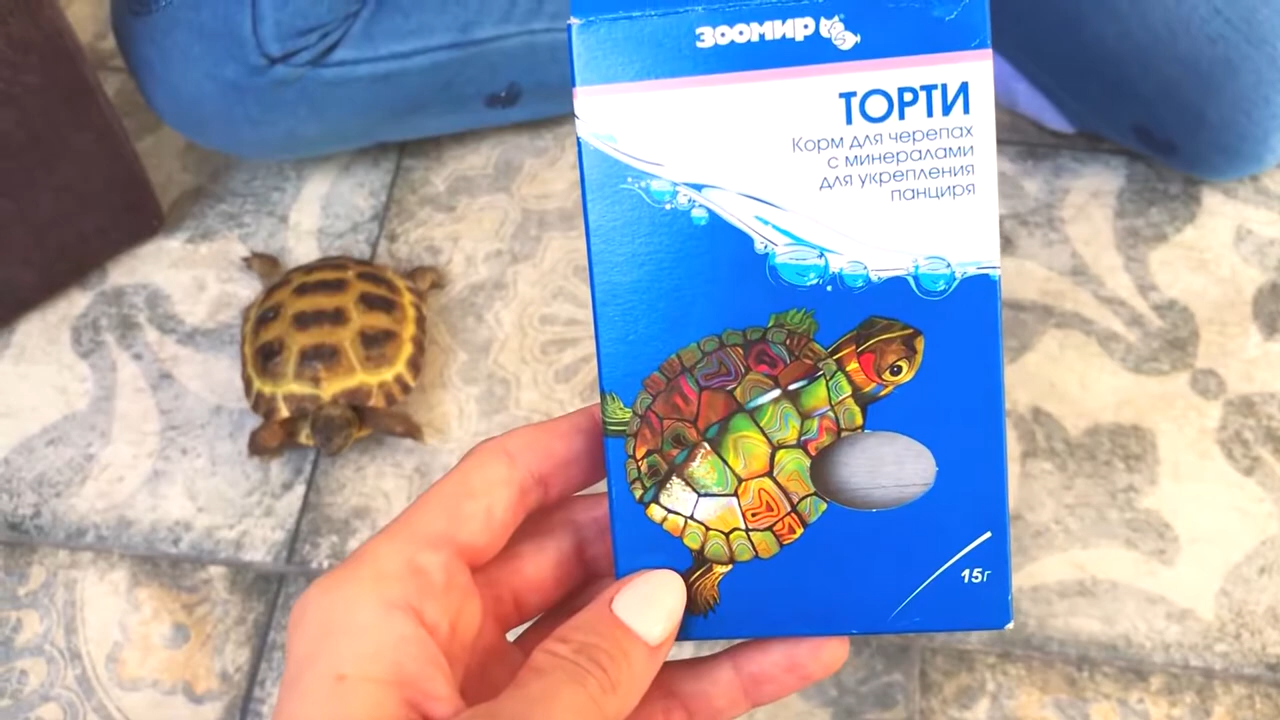 ЗООМИР
ТОРТИ
Корм для черепах
с минералами
для укрепления
панциря
15г